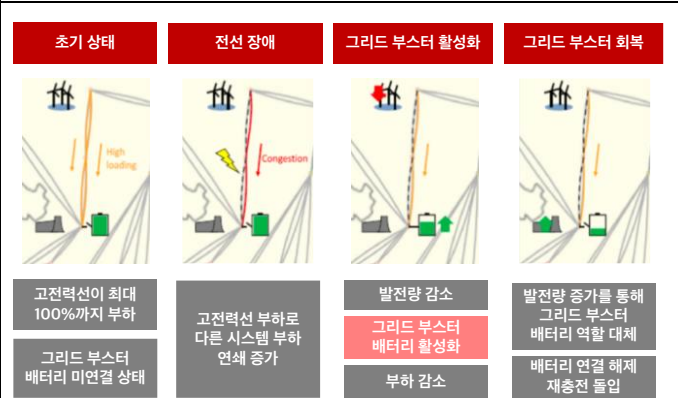 초기 상태
전선 장애
그리드 부스터 활성화
그리드 부스터 회복
High
loading
Congestion
고전력선이 최대
100%까지 부하
그리드 부스터
배터리 미연결 상태
고전력선 부하로
다른 시스템 부하
연쇄 증가
발전량 감소
그리드 부스터
배터리 활성화
부하 감소
발전량 증가를 통해
그리드 부스터
배터리 역할 대체
배터리 연결 해제
재충전 돌입